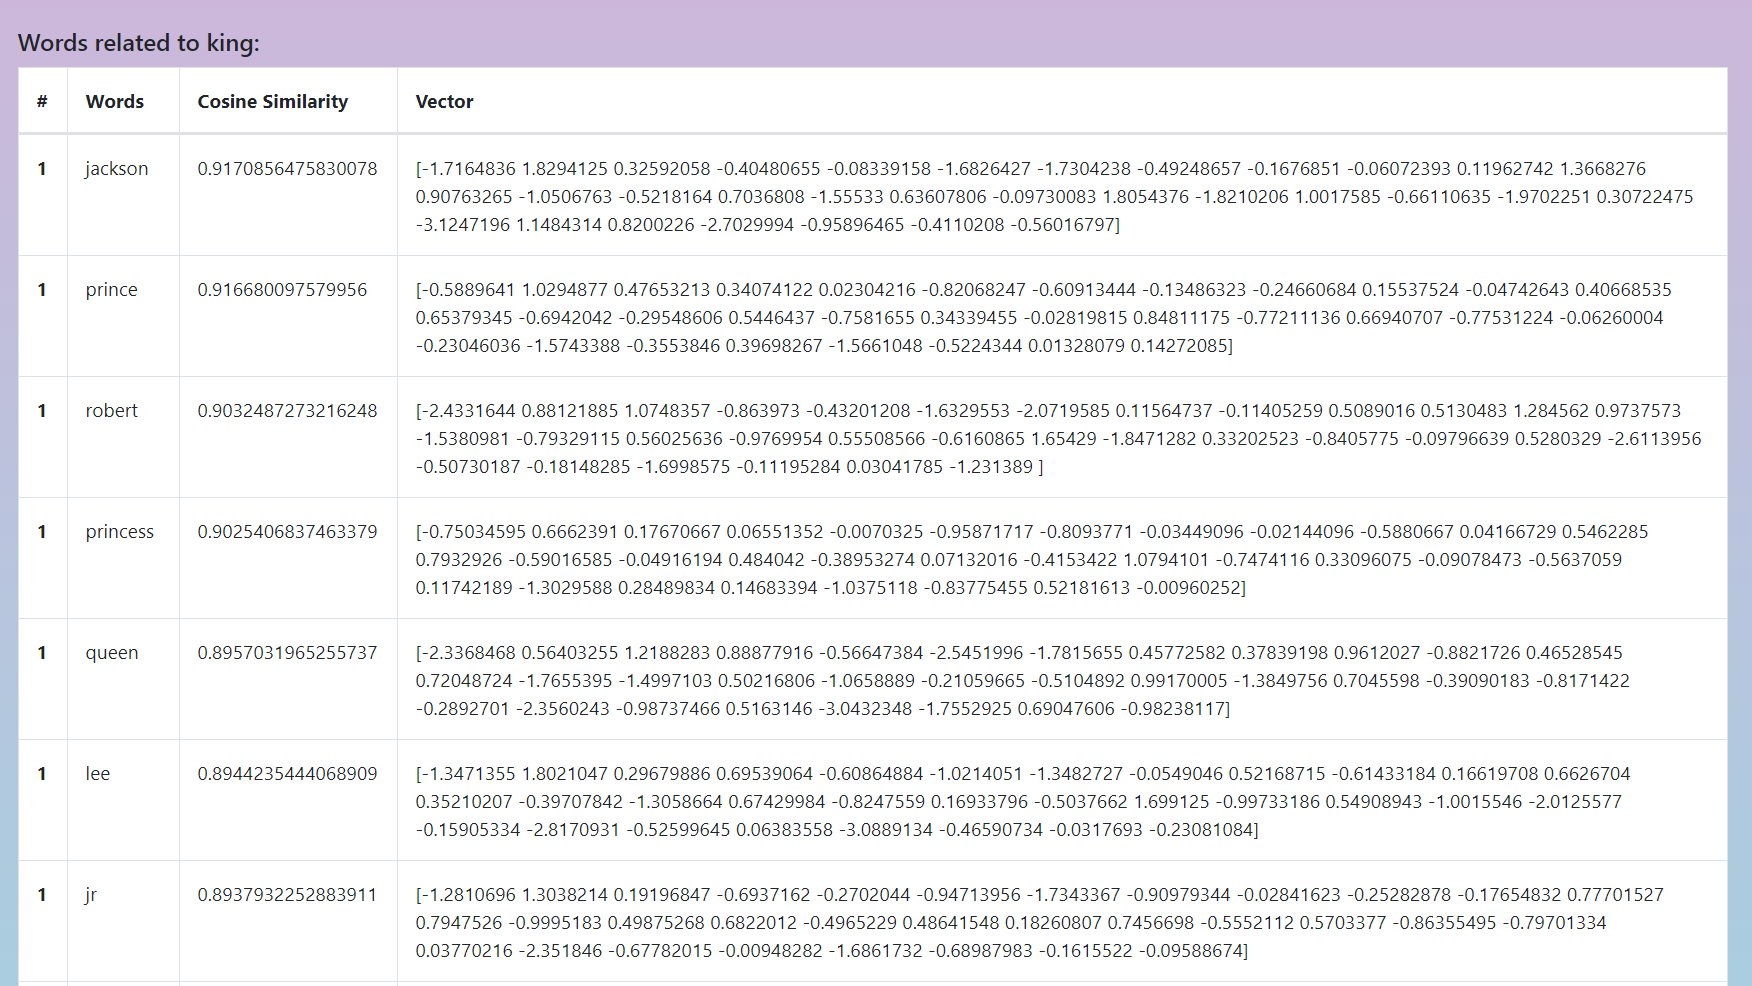 Words related to king:
# Words Cosine Similarity Vector
1 jackson 0.9170856475830078 [-1.7164836 1.8294125 0.32592058 -0.40480655 -0.08339158 -1.6826427 -1.7304238 -0.49248657 -0.1676851 -0.06072393 0.11962742 1.3668276
0.90763265 -1.0506763 -0.5218164 0.7036808 -1.55533 0.63607806 -0.09730083 1.8054376 -1.8210206 1.0017585 -0.66110635 -1.9702251 0.30722475
-3.1247196 1.1484314 0.8200226 -2.7029994 -0.95896465 -0.4110208 -0.56016797]
1 prince 0.916680097579956 [-0.5889641 1.0294877 0.47653213 0.34074122 0.02304216 -0.82068247 -0.60913444 -0.13486323 -0.24660684 0.15537524 -0.04742643 0.40668535
0.65379345 -0.6942042 -0.29548606 0.5446437 -0.7581655 0.34339455 -0.02819815 0.84811175 -0.77211136 0.66940707 -0.77531224 -0.06260004
-0.23046036 -1.5743388 -0.3553846 0.39698267 -1.5661048 -0.5224344 0.01328079 0.14272085]
1 robert 0.9032487273216248 [-2.4331644 0.88121885 1.0748357 -0.863973 -0.43201208 -1.6329553 -2.0719585 0.11564737 -0.11405259 0.5089016 0.5130483 1.284562 0.9737573
-1.5380981 -0.79329115 0.56025636 -0.9769954 0.55508566 -0.6160865 1.65429 -1.8471282 0.33202523 -0.8405775 -0.09796639 0.5280329 -2.6113956
-0.50730187 -0.18148285 -1.6998575 -0.11195284 0.03041785 -1.231389 ]
1 princess 0.9025406837463379 [-0.75034595 0.6662391 0.17670667 0.06551352 -0.0070325 -0.95871717 -0.8093771 -0.03449096 -0.02144096 -0.5880667 0.04166729 0.5462285
0.7932926 -0.59016585 -0.04916194 0.484042 -0.38953274 0.07132016 -0.4153422 1.0794101 -0.7474116 0.33096075 -0.09078473 -0.5637059
0.11742189 -1.3029588 0.28489834 0.14683394 -1.0375118 -0.83775455 0.52181613 -0.00960252]
1 queen 0.8957031965255737 [-2.3368468 0.56403255 1.2188283 0.88877916 -0.56647384 -2.5451996 -1.7815655 0.45772582 0.37839198 0.9612027 -0.8821726 0.46528545
0.72048724 -1.7655395 -1.4997103 0.50216806 -1.0658889 -0.21059665 -0.5104892 0.99170005 -1.3849756 0.7045598 -0.39090183 -0.8171422
-0.2892701 -2.3560243 -0.98737466 0.5163146 -3.0432348 -1.7552925 0.69047606 -0.98238117]
1 lee 0.8944235444068909 [-1.3471355 1.8021047 0.29679886 0.69539064 -0.60864884 -1.0214051 -1.3482727 -0.0549046 0.52168715 -0.61433184 0.16619708 0.6626704
0.35210207 -0.39707842 -1.3058664 0.67429984 -0.8247559 0.16933796 -0.5037662 1.699125 -0.99733186 0.54908943 -1.0015546 -2.0125577
-0.15905334 -2.8170931 -0.52599645 0.06383558 -3.0889134 -0.46590734 -0.0317693 -0.23081084]
1 jr 0.8937932252883911 [-1.2810696 1.3038214 0.19196847 -0.6937162 -0.2702044 -0.94713956 -1.7343367 -0.90979344 -0.02841623 -0.25282878 -0.17654832 0.77701527
0.7947526 -0.9995183 0.49875268 0.6822012 -0.4965229 0.48641548 0.18260807 0.7456698 -0.5552112 0.5703377 -0.86355495 -0.79701334
0.03770216 -2.351846 -0.67782015 -0.00948282 -1.6861732 -0.68987983 -0.1615522 -0.09588674]